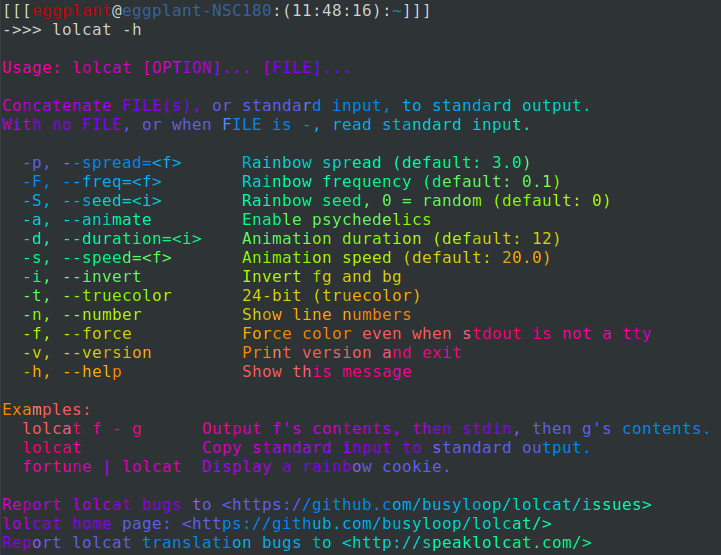 [[[eggplant@eggplant-NSC180:(11:48:16):~]]]
->>> lolcat -h
Usage: lolcat [OPTION]... [FILE]...
Concatenate FILE(s), or standard input, to standard output.
With no FILE, or when FILE is -, read standard input.
-p, --spread=<f>      Rainbow spread (default: 3.0)
-F, --freq=<f>        Rainbow frequency (default: 0.1)
-S, --seed=<i>        Rainbow seed, 0 = random (default: 0)
-a, --animate         Enable psychedelics
-d, --duration=<i>    Animation duration (default: 12)
-s, --speed=<f>       Animation speed (default: 20.0)
-i, --invert          Invert fg and bg
-t, --truecolor       24-bit (truecolor)
-n, --number          Show line numbers
-f, --force           Force color even when stdout is not a tty
-v, --version         Print version and exit
-h, --help            Show this message
Examples:
lolcat f - g      Output f's contents, then stdin, then g's contents.
lolcat            Copy standard input to standard output.
fortune | lolcat  Display a rainbow cookie.
Report lolcat bugs to <https://github.com/busyloop/lolcat/issues>
lolcat home page: <https://github.com/busyloop/lolcat/>
Report lolcat translation bugs to <http://speaklolcat.com/>